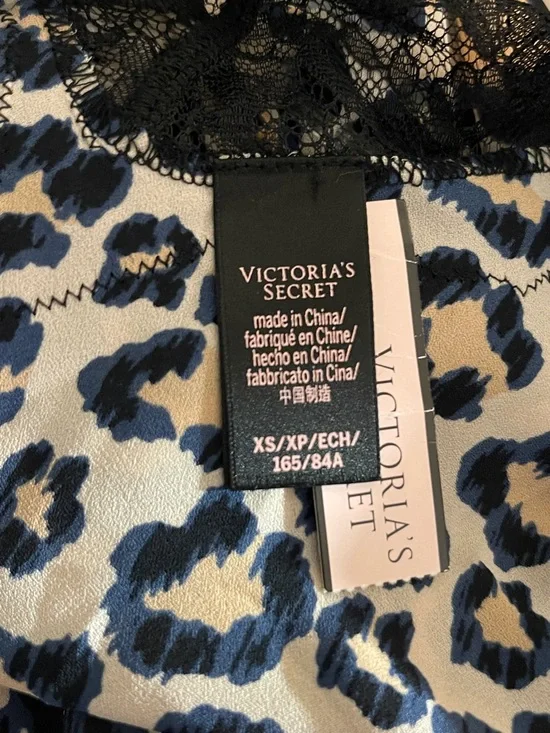 VICTORIA'S
SECRET
made in China/
fabriqué en Chine/
hecho en China/
fabbricato in Cina/
中国制造
XS/XP/ECH/
165/84A
VICTORIA'S
ET